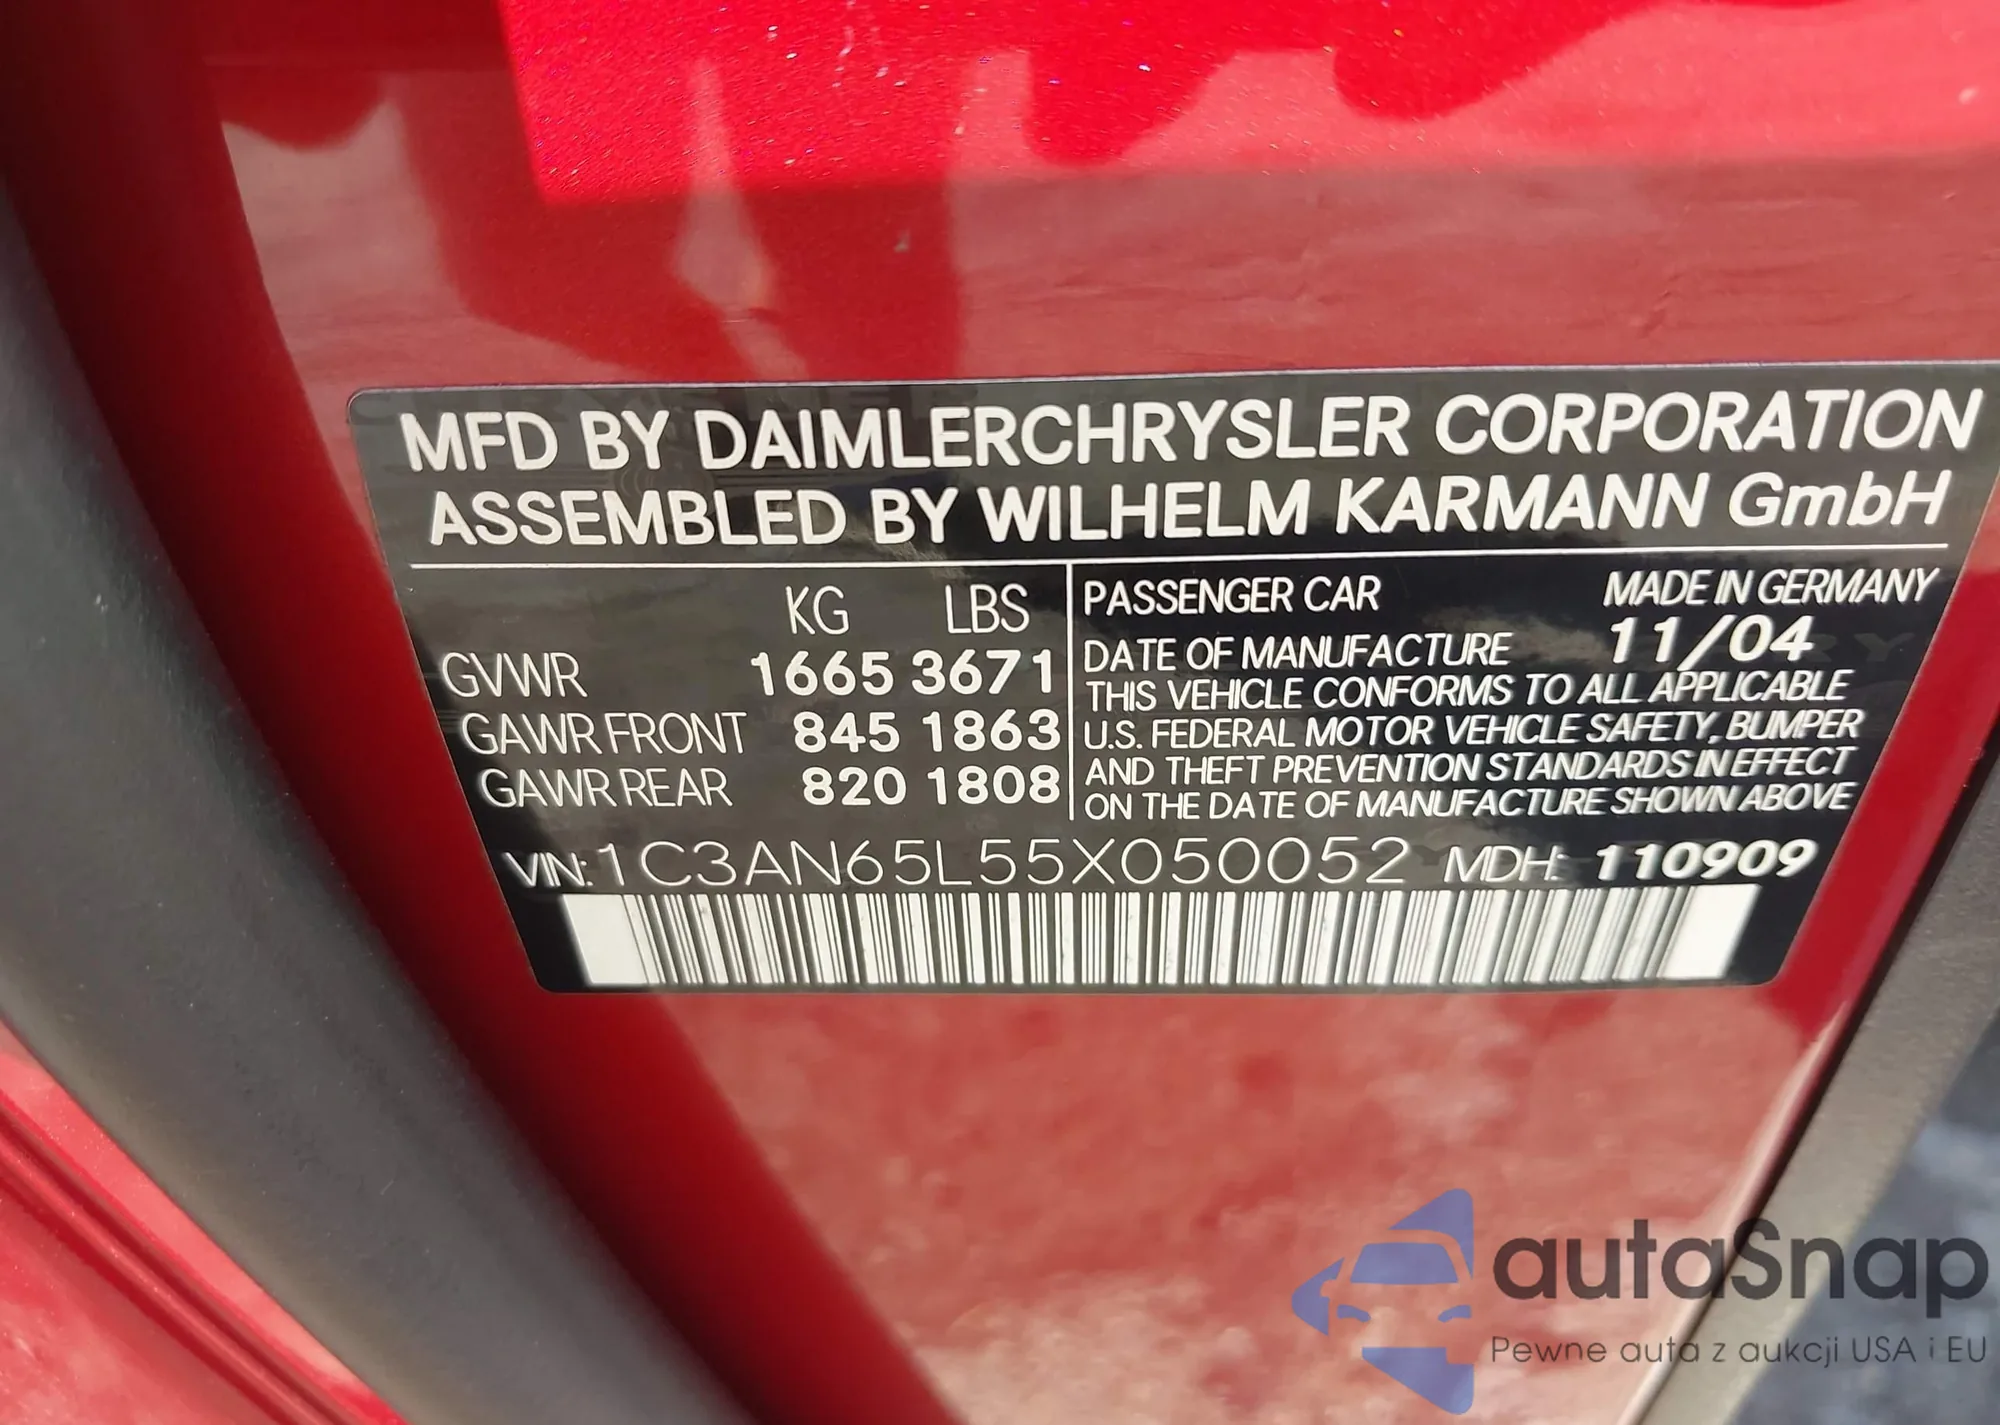 MFD BY DAIMLERCHRYSLER CORPORATION
ASSEMBLED BY WILHELM KARMANN GmbH
KG LBS
GVWR 1665 3671
GAWR FRONT 845 1863
GAWR REAR 820 1808
PASSENGER CAR MADE IN GERMANY
DATE OF MANUFACTURE 11/04
THIS VEHICLE CONFORMS TO ALL APPLICABLE
U.S. FEDERAL MOTOR VEHICLE SAFETY, BUMPER
AND THEFT PREVENTION STANDARDS IN EFFECT
ON THE DATE OF MANUFACTURE SHOWN ABOVE
VIN: 1C3AN65L55X050052 MDH: 110909
autaSnap
Pewne auta z aukcji USA i EU